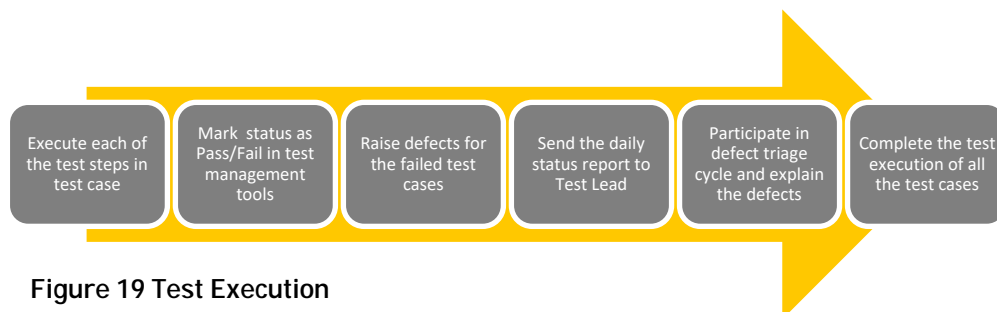 Execute each of
the test steps in
test case
Mark status as
Pass/Fail in test
management
tools
Raise defects for
the failed test
cases
Send the daily
status report to
Test Lead
Participate in
defect triage
cycle and explain
the defects
Complete the test
execution of all
the test cases
Figure 19 Test Execution